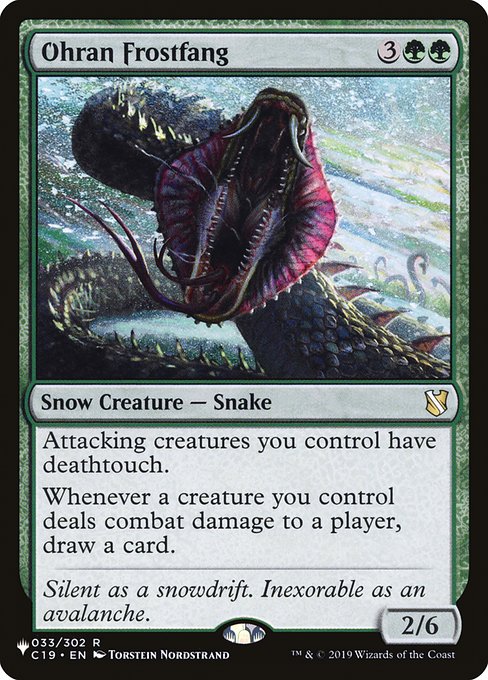 Ohran Frostfang 3
Snow Creature — Snake
Attacking creatures you control have
deathtouch.
Whenever a creature you control
deals combat damage to a player,
draw a card.
Silent as a snowdrift. Inexorable as an
avalanche.
2/6
033/302 R
C19 • EN Torstein Nordstrand
™ & © 2019 Wizards of the Coast